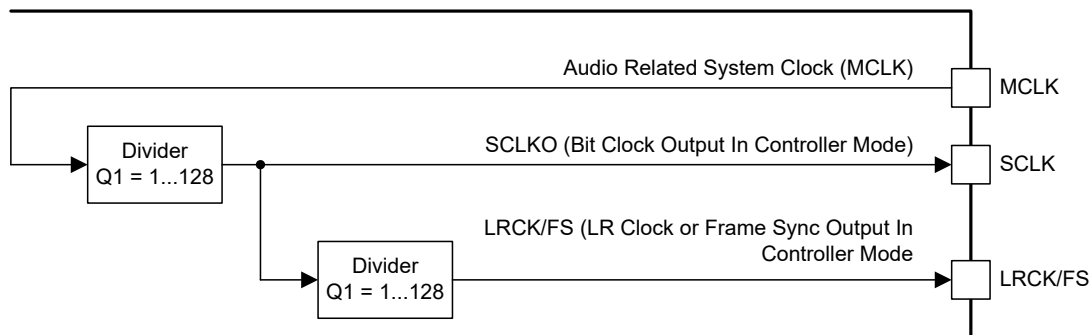 Audio Related System Clock (MCLK)
MCLK
Divider
Q1 = 1...128
SCLKO (Bit Clock Output In Controller Mode)
SCLK
LRCK/FS (LR Clock or Frame Sync Output In
Controller Mode
Divider
Q1 = 1...128
LRCK/FS